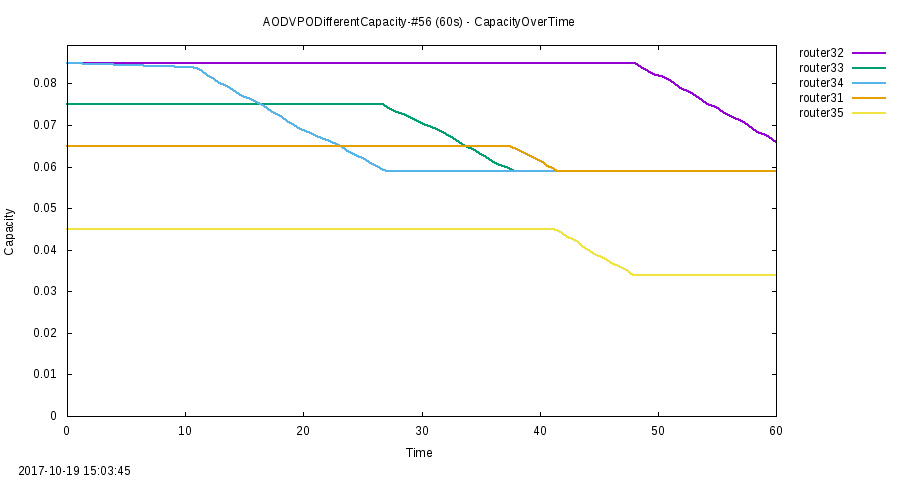 AODVPODifferentCapacity-#56 (60s) - CapacityOverTime
router32
router33
router34
router31
router35
0.08
0.07
0.06
0.05
0.04
0.03
0.02
0.01
0
Capacity
0 10 20 30 40 50 60
Time
2017-10-19 15:03:45